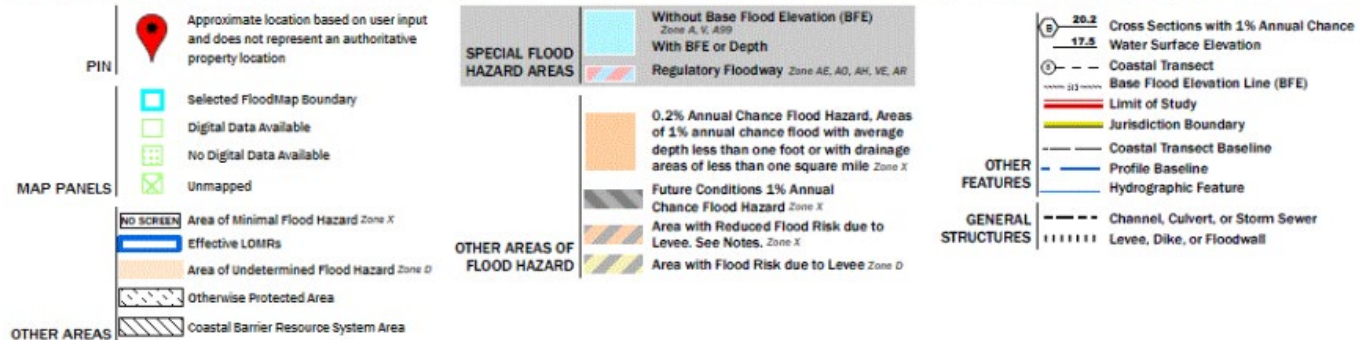 Approximate location based on user input
and does not represent an authoritative
property location
PIN
Selected FloodMap Boundary
Digital Data Available
No Digital Data Available
Unmapped
MAP PANELS
NO SCREEN Area of Minimal Flood Hazard Zone X
Effective LOMRs
Area of Undetermined Flood Hazard Zone D
Otherwise Protected Area
Coastal Barrier Resource System Area
OTHER AREAS
SPECIAL FLOOD
HAZARD AREAS
Without Base Flood Elevation (BFE)
Zone A, V, A99
With BFE or Depth
Regulatory Floodway Zone AE, AO, AH, VE, AR
0.2% Annual Chance Flood Hazard, Areas
of 1% annual chance flood with average
depth less than one foot or with drainage
areas of less than one square mile Zone X
Future Conditions 1% Annual
Chance Flood Hazard Zone X
Area with Reduced Flood Risk due to
Levee. See Notes. Zone X
Area with Flood Risk due to Levee Zone D
OTHER AREAS OF
FLOOD HAZARD
B 20.2 Cross Sections with 1% Annual Chance
17.5 Water Surface Elevation
8 Coastal Transect
513 Base Flood Elevation Line (BFE)
Limit of Study
Jurisdiction Boundary
Coastal Transect Baseline
Profile Baseline
Hydrographic Feature
OTHER
FEATURES
Channel, Culvert, or Storm Sewer
Levee, Dike, or Floodwall
GENERAL
STRUCTURES